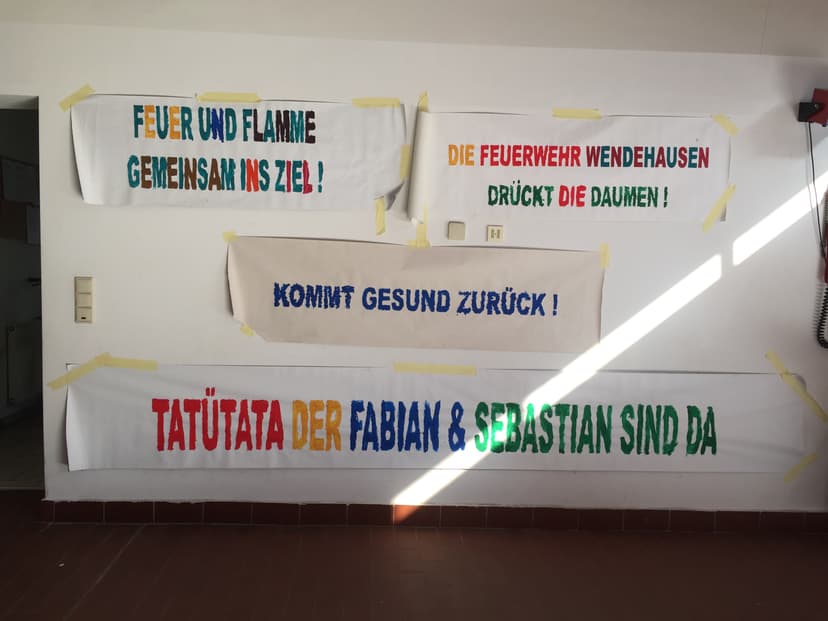 FEUER UND FLAMME
GEMEINSAM INS ZIEL !
DIE FEUERWEHR WENDEHAUSEN
DRÜCKT DIE DAUMEN !
KOMMT GESUND ZURÜCK !
TATÜTATA DER FABIAN & SEBASTIAN SIND DA